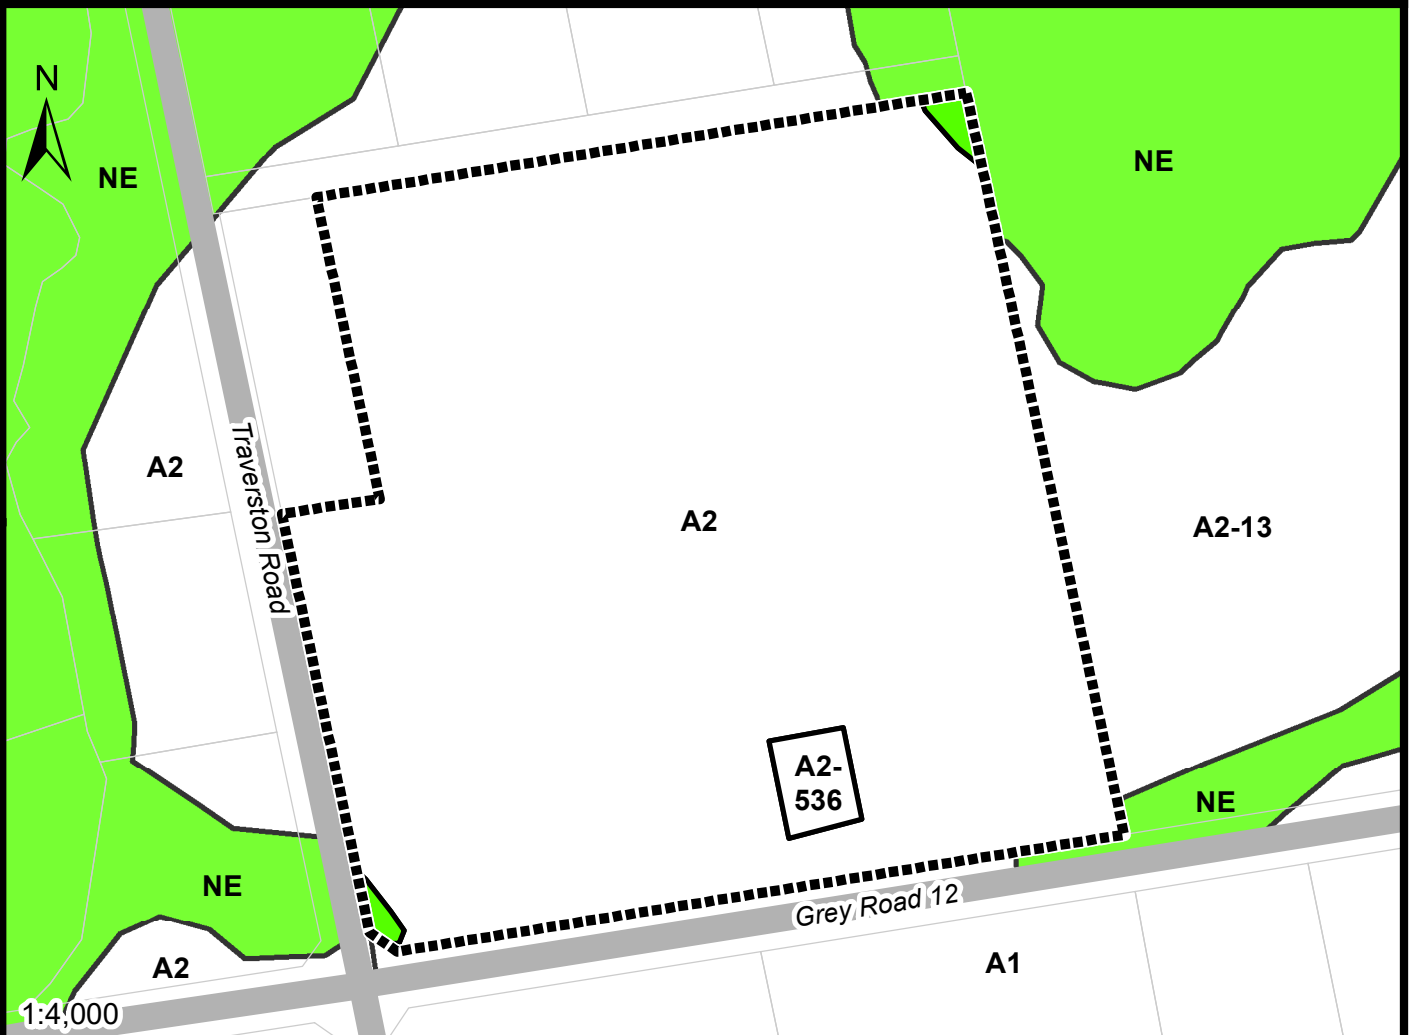 N
NE
NE
A2
Traverston Road
A2
A2-13
A2-
536
NE
NE
Grey Road 12
A2
A1
1:4,000